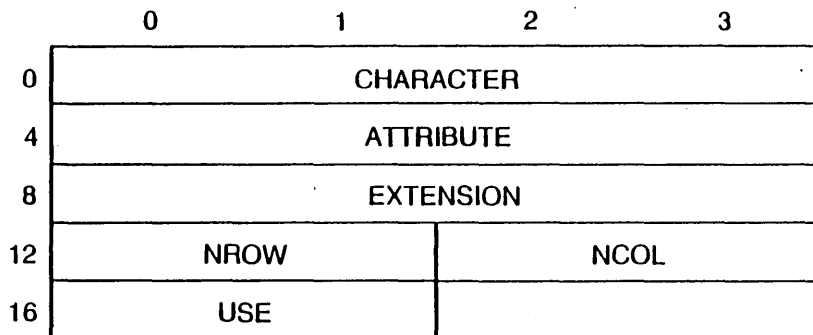 0 1 2 3
0 CHARACTER
4 ATTRIBUTE
8 EXTENSION
12 NROW NCOL
16 USE